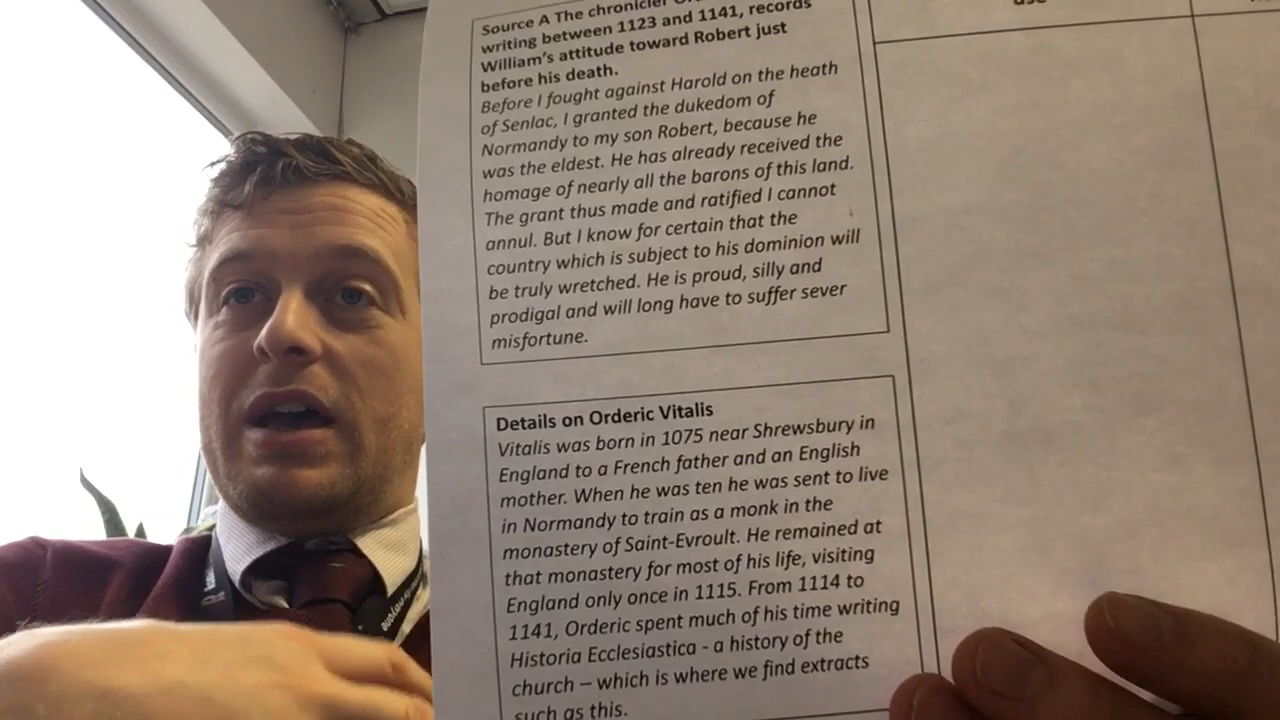 Source A The chronicler
writing between 1123 and 1141, records
William's attitude toward Robert just
before his death.
Before I fought against Harold on the heath
of Senlac, I granted the dukedom of
Normandy to my son Robert, because he
was the eldest. He has already received the
homage of nearly all the barons of this land.
The grant thus made and ratified I cannot
annul. But I know for certain that the
country which is subject to his dominion will
be truly wretched. He is proud, silly and
prodigal and will long have to suffer sever
misfortune.
Details on Orderic Vitalis
Vitalis was born in 1075 near Shrewsbury in
England to a French father and an English
mother. When he was ten he was sent to live
in Normandy to train as a monk in the
monastery of Saint-Evroult. He remained at
that monastery for most of his life, visiting
England only once in 1115. From 1114 to
1141, Orderic spent much of his time writing
Historia Ecclesiastica - a history of the
church – which is where we find extracts
such as this.
use